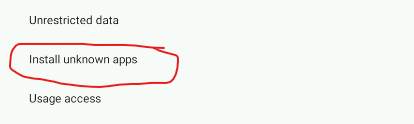 Unrestricted data
Install unknown apps
Usage access